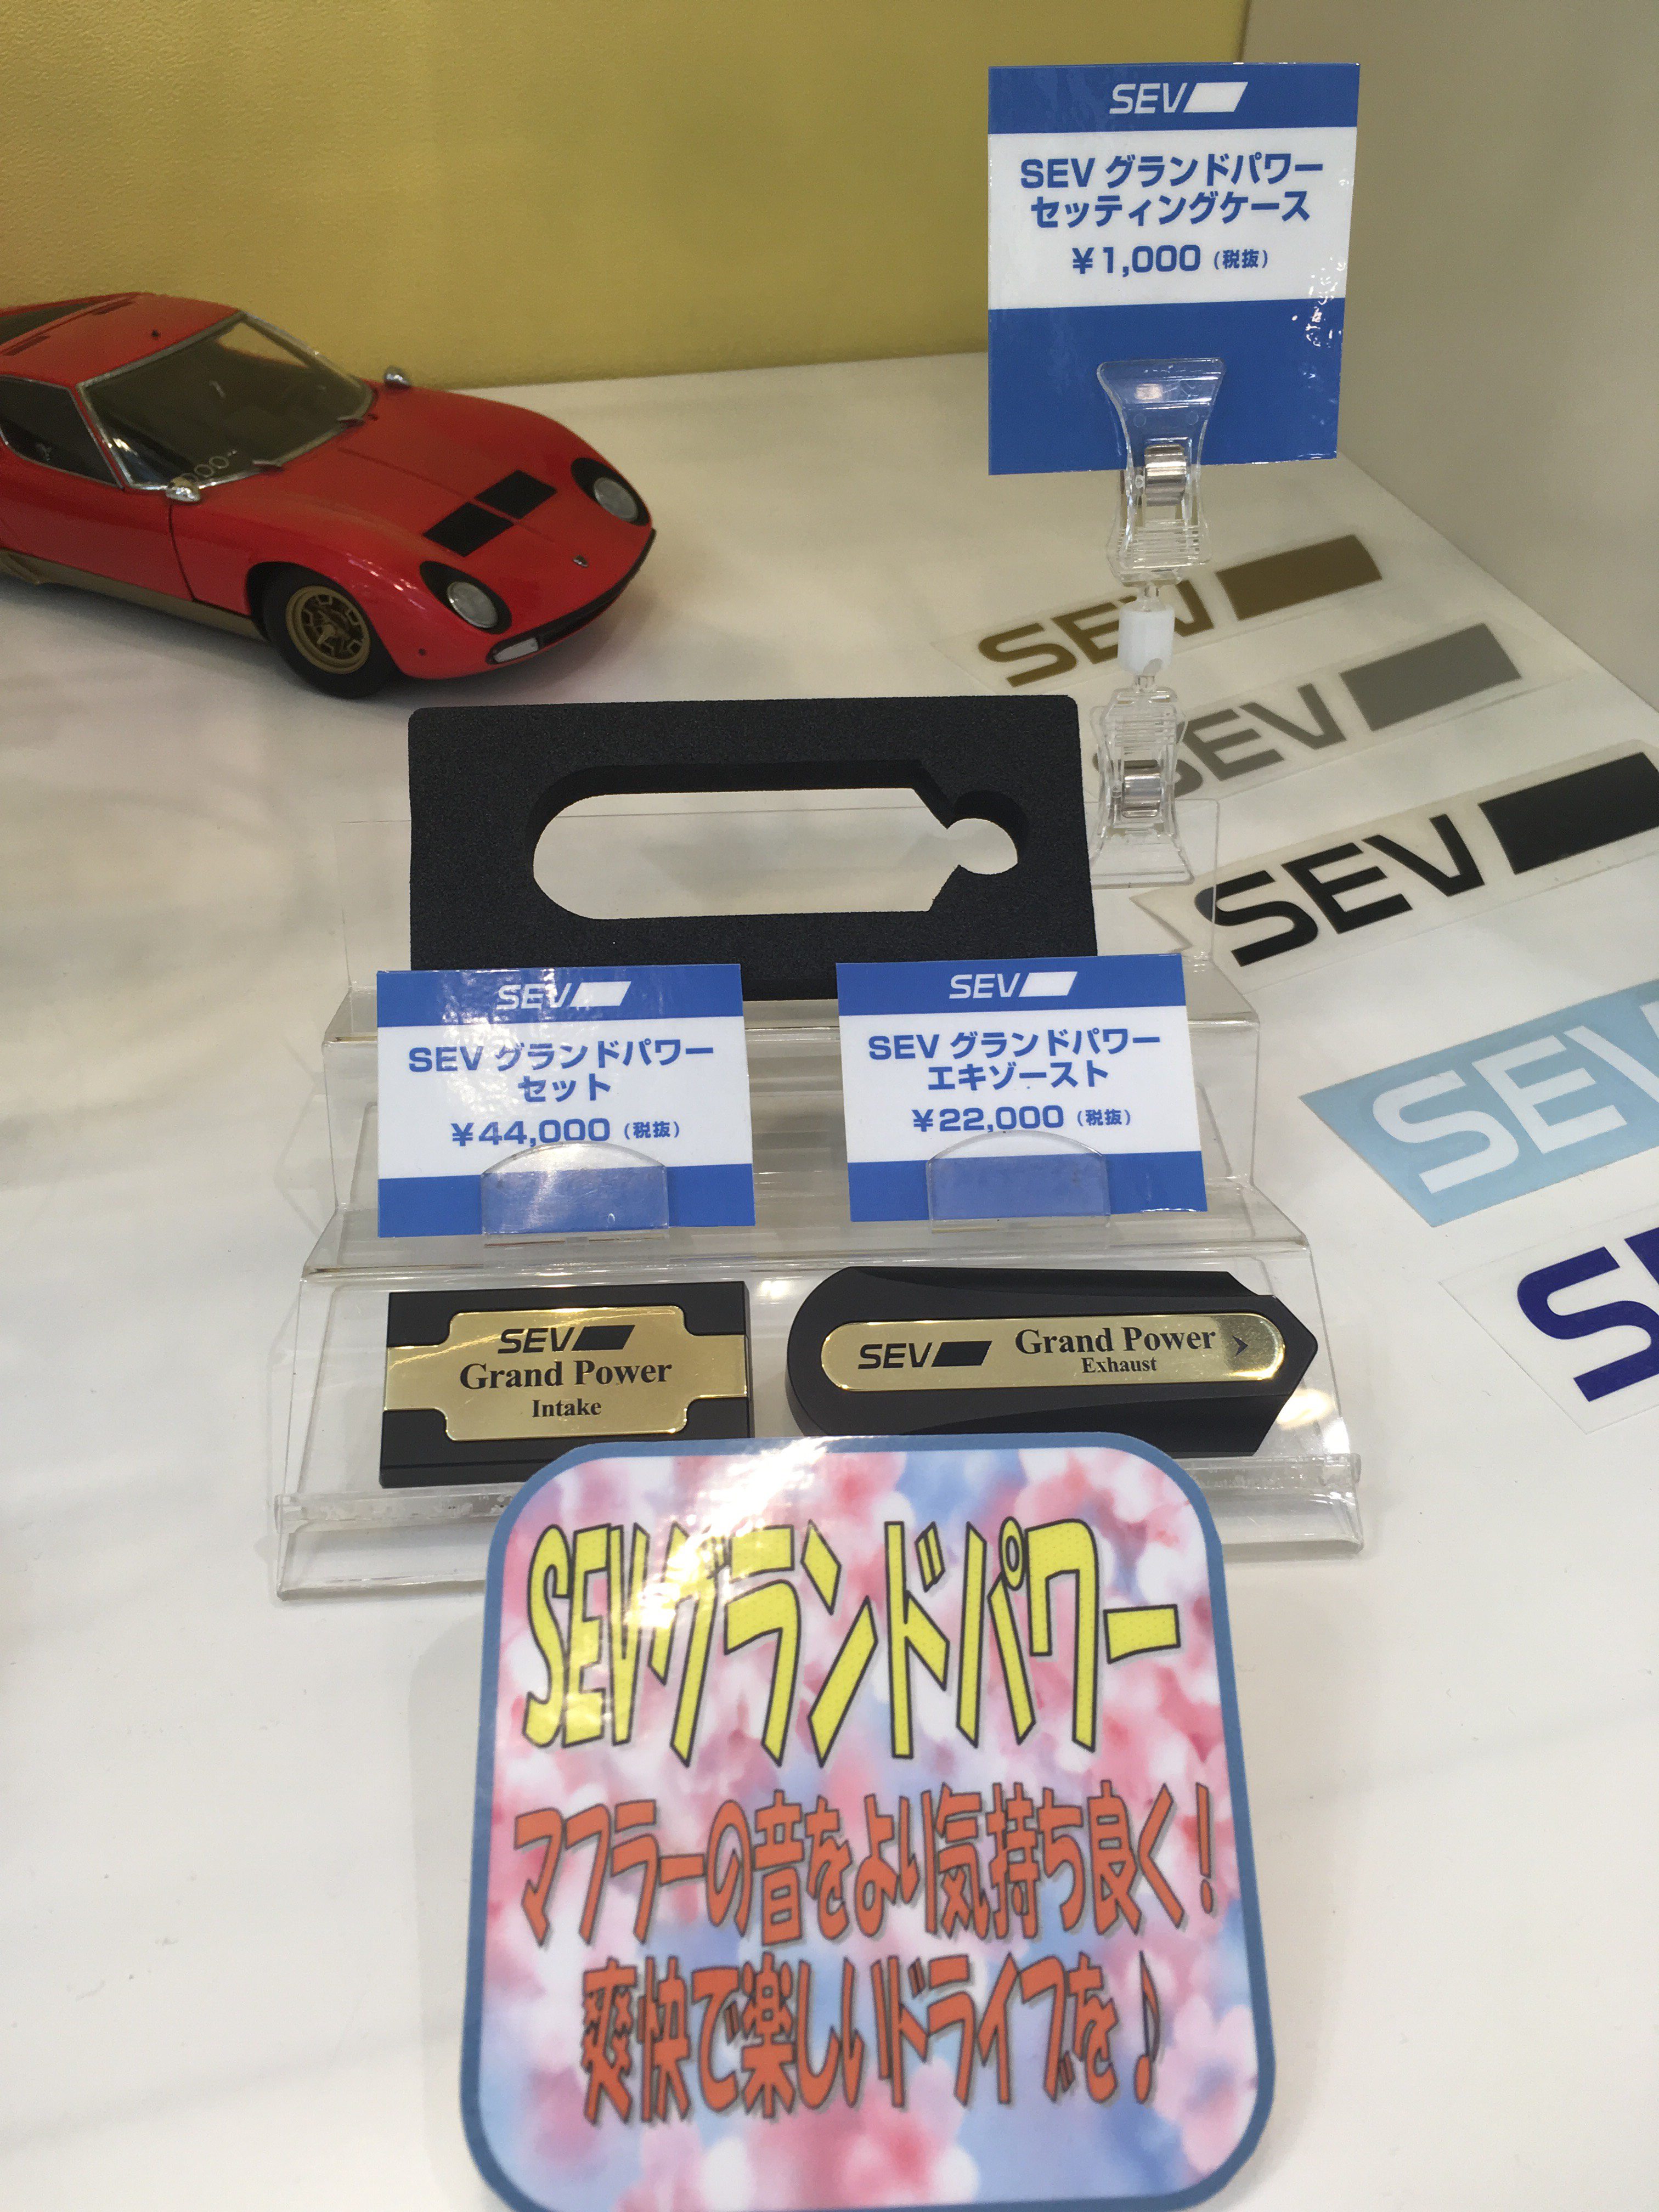 SEV
SEV グランドパワー
セッティングケース
¥1,000（税抜）
SEV
SEV
SEV
SEV
SEV グランドパワー
セット
¥44,000（税抜）
SEV
SEV グランドパワー
エキゾースト
¥22,000（税抜）
SEV
SEV
Grand Power
Intake
SEV Grand Power
Exhaust
SEVグランドパワー
マフラーの音をより気持ち良く！
爽快で楽しいドライブを♪